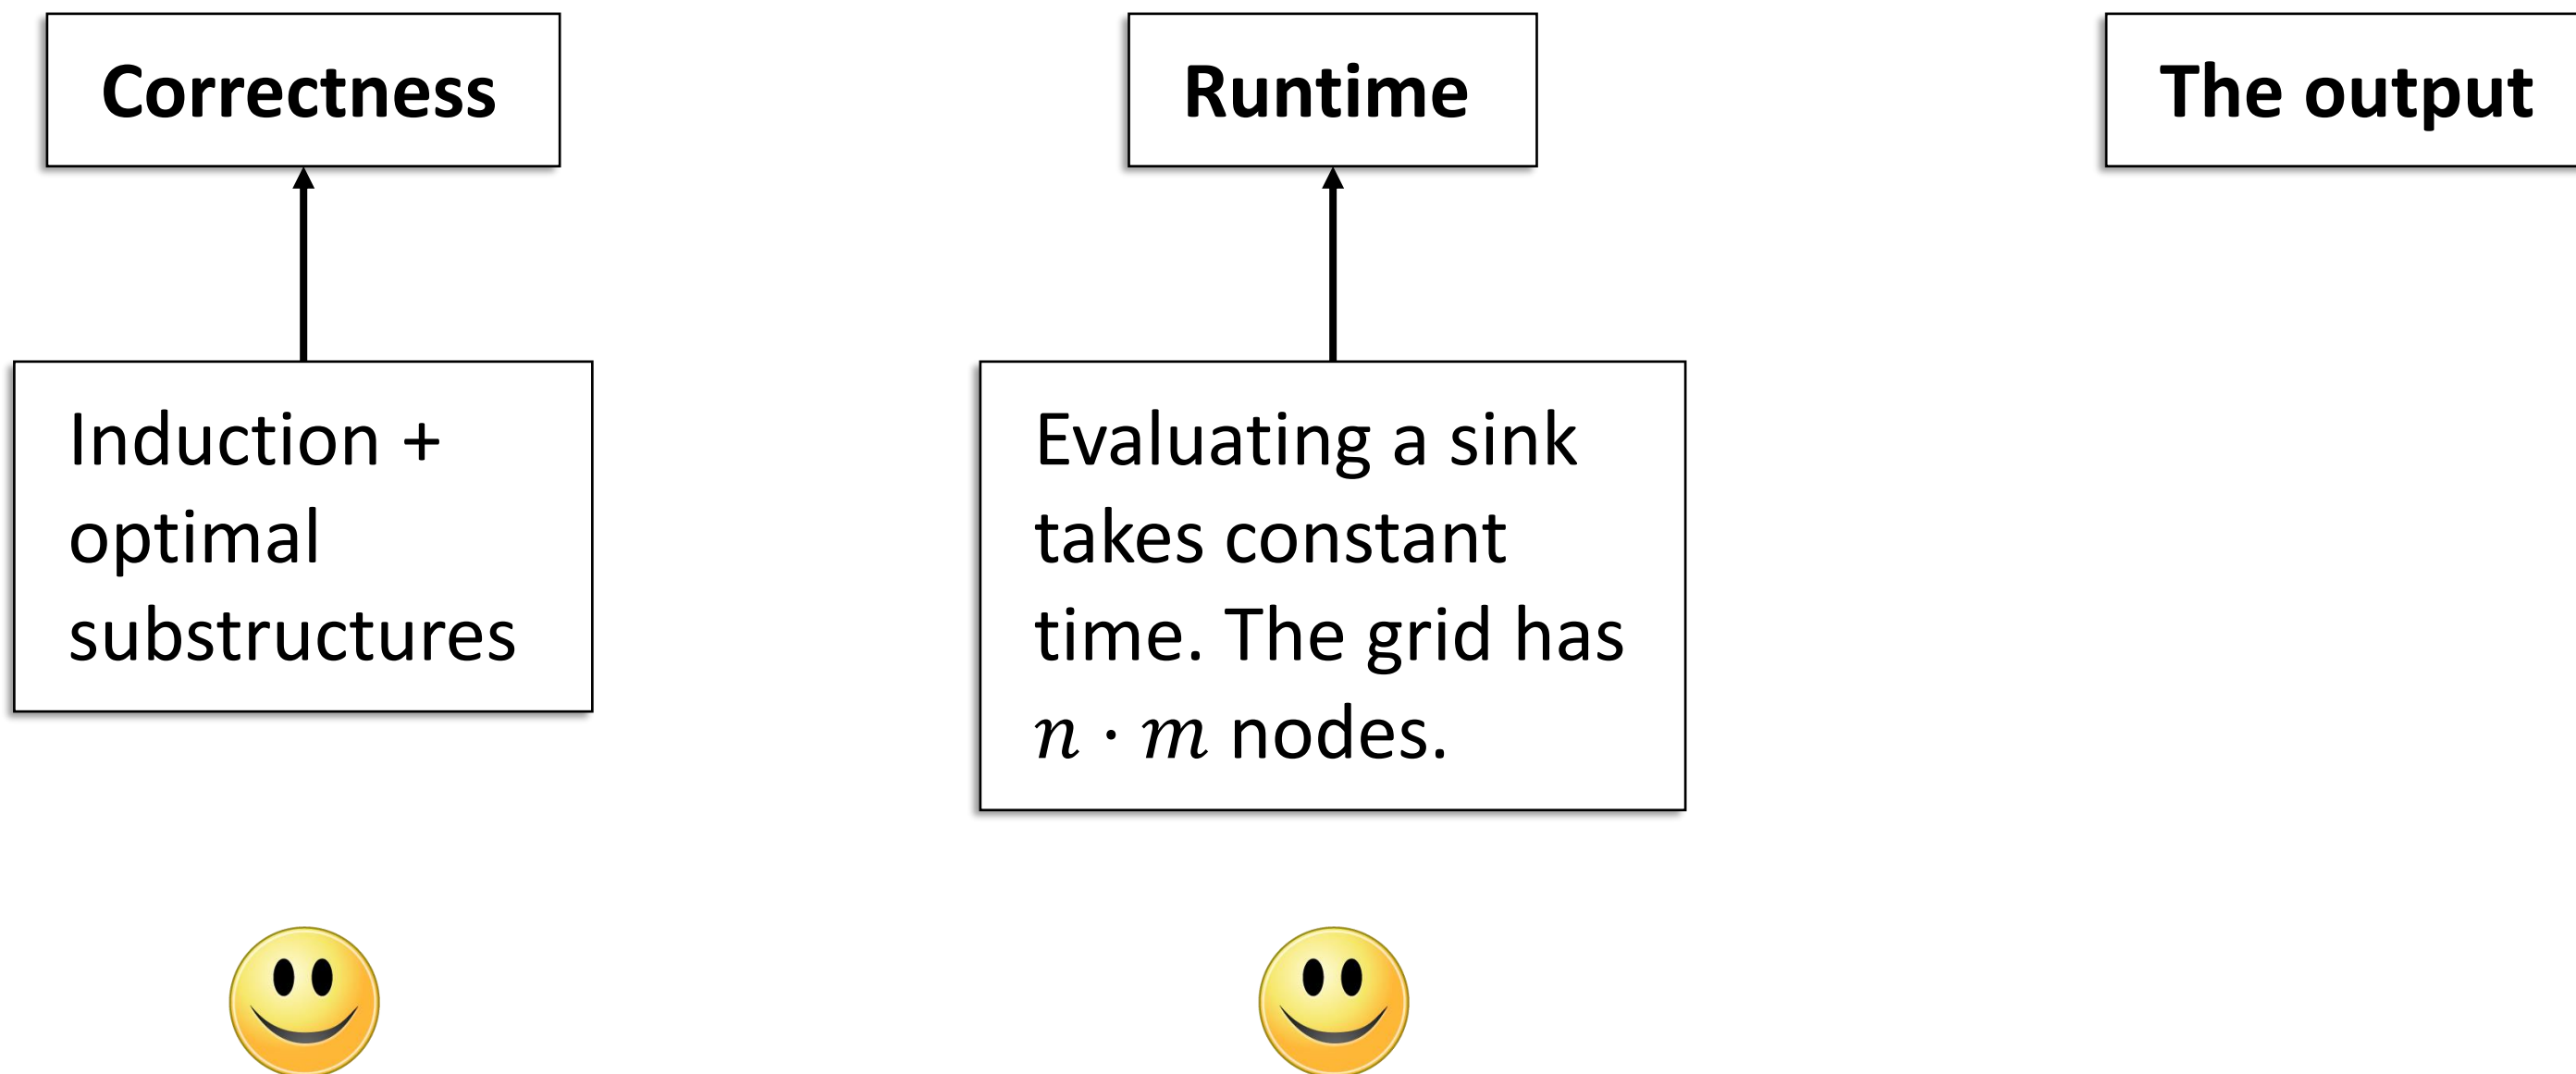 Correctness
Runtime
The output
Induction +
optimal
substructures
Evaluating a sink
takes constant
time. The grid has
n · m nodes.